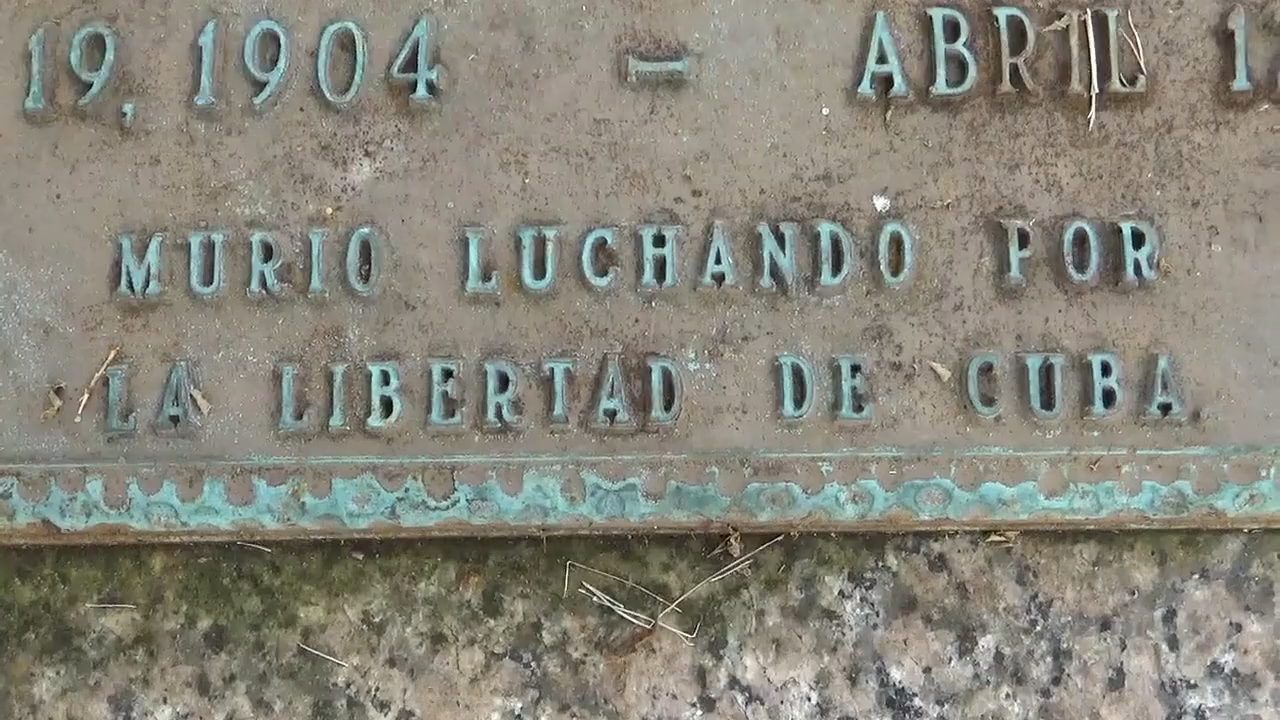 19, 1904 — ABRIL
MURIO LUCHANDO POR
LA LIBERTAD DE CUBA